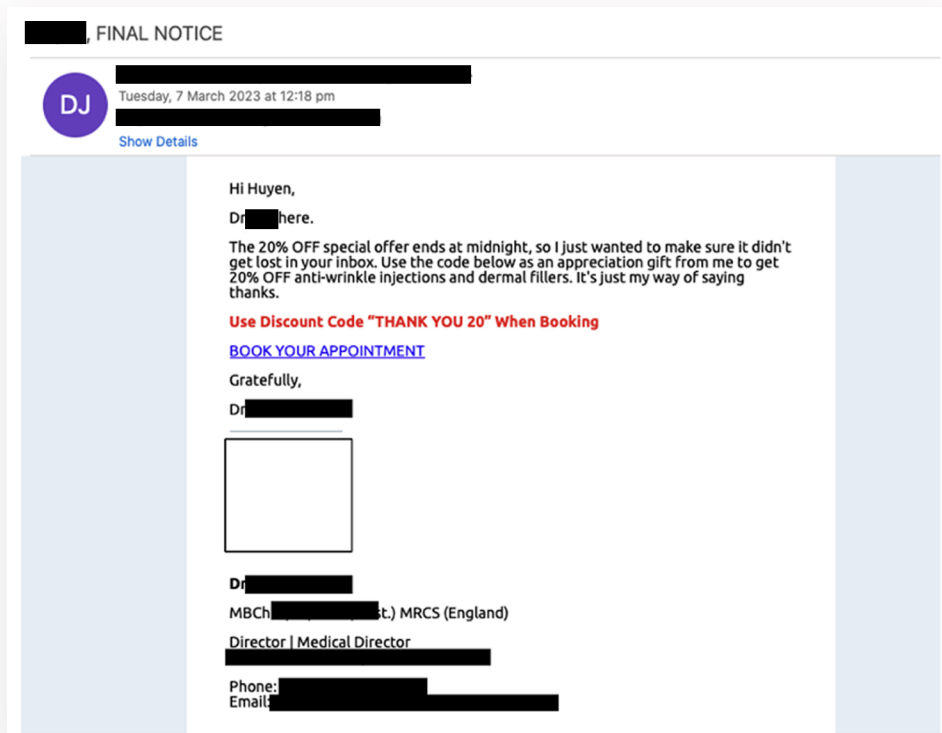 , FINAL NOTICE
DJ
Tuesday, 7 March 2023 at 12:18 pm
Show Details
Hi Huyen,
Dr here.
The 20% OFF special offer ends at midnight, so I just wanted to make sure it didn't
get lost in your inbox. Use the code below as an appreciation gift from me to get
20% OFF anti-wrinkle injections and dermal fillers. It's just my way of saying
thanks.
Use Discount Code “THANK YOU 20” When Booking
BOOK YOUR APPOINTMENT
Gratefully,
Dr
Dr
MBCh st.) MRCS (England)
Director | Medical Director
Phone:
Email: